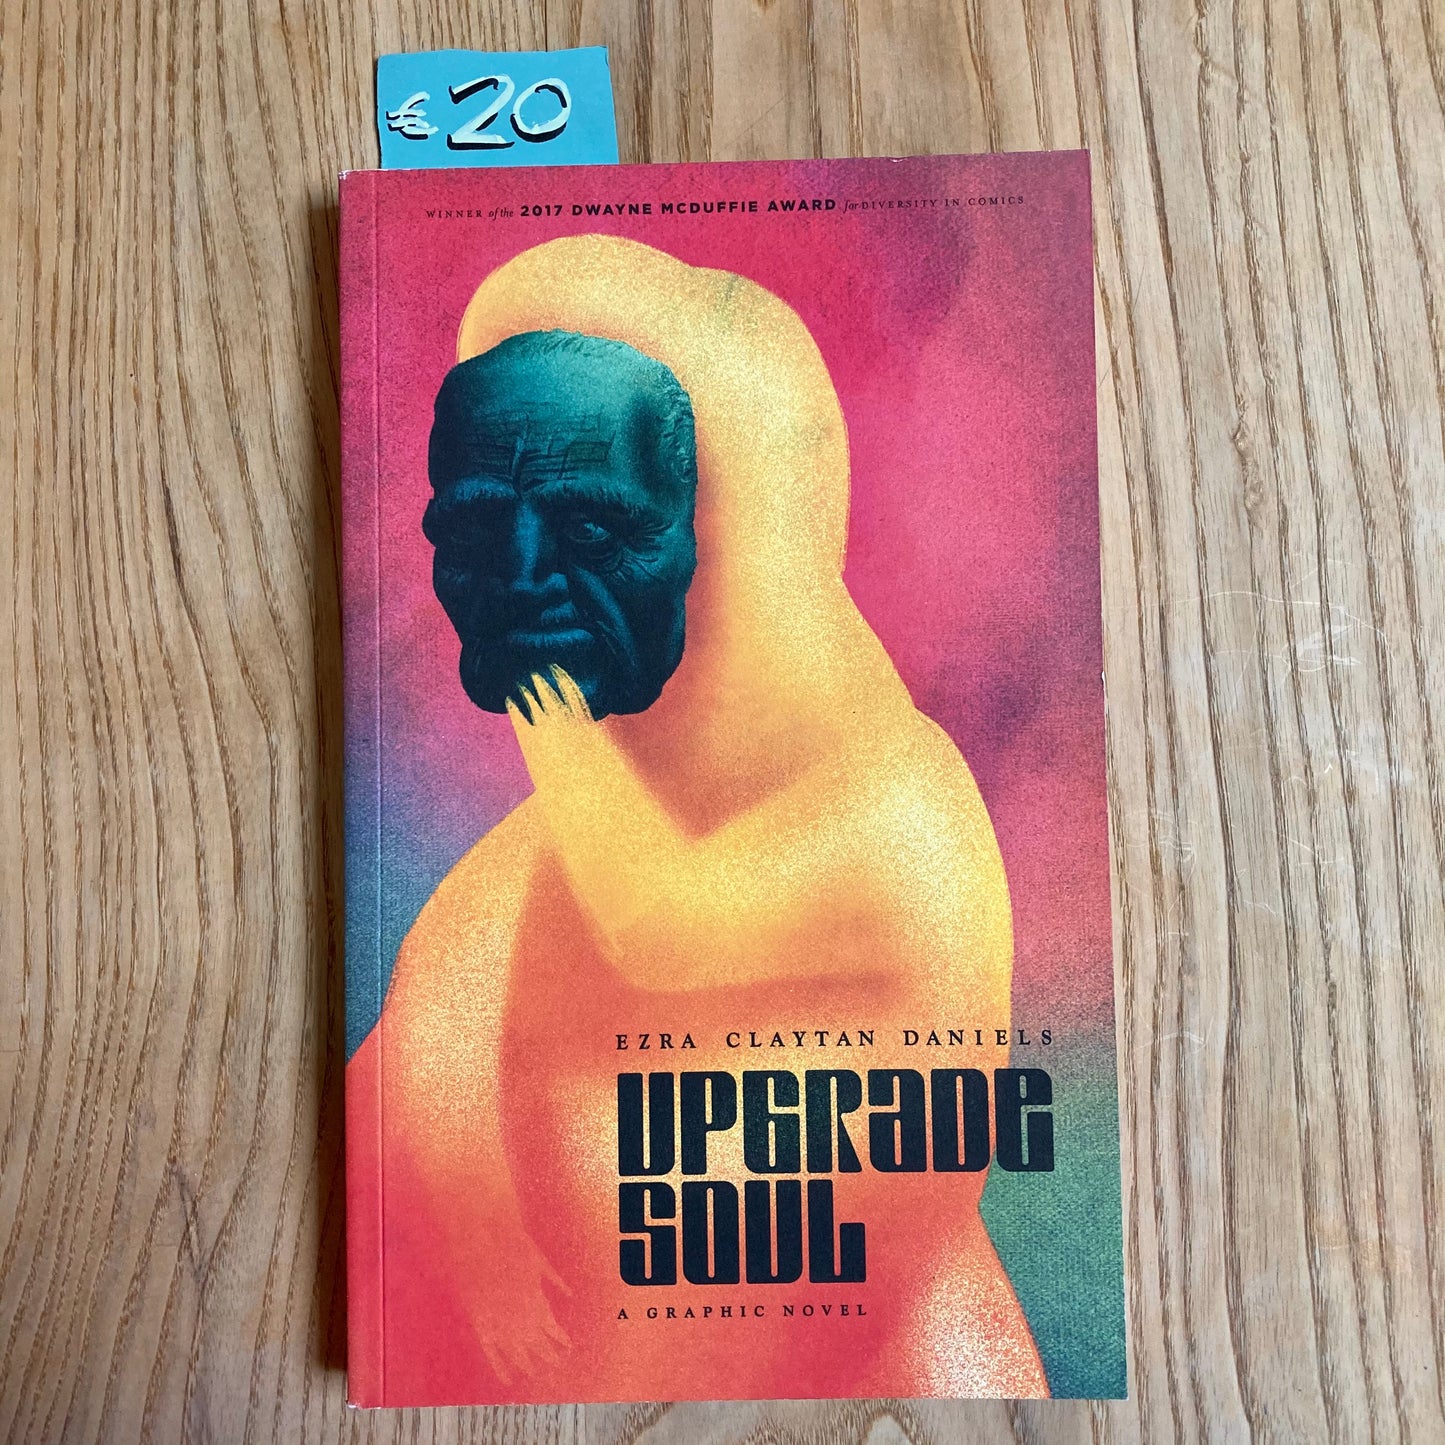 €20
WINNER of the 2017 DWAYNE MCDUFFIE AWARD for DIVERSITY IN COMICS
EZRA CLAYTAN DANIELS
UPGRADE
SOUL
A GRAPHIC NOVEL